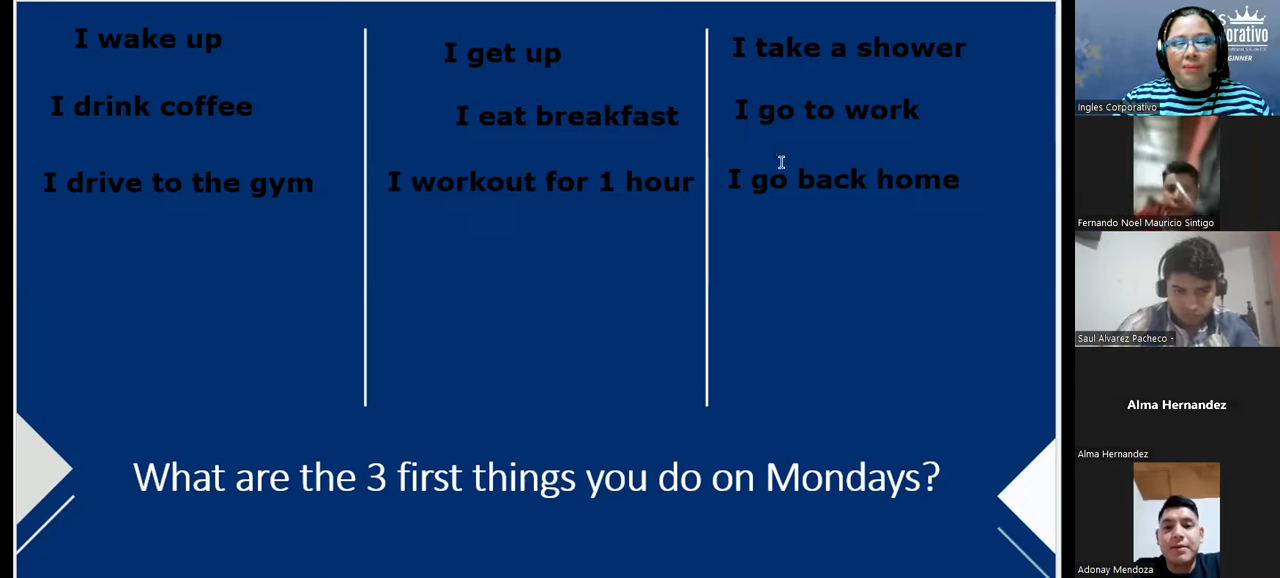 I wake up
I get up
I take a shower
I drink coffee
I eat breakfast
I go to work
I drive to the gym
I workout for 1 hour
I go back home
What are the 3 first things you do on Mondays?
Ingles Corporativo
Fernando Noel Mauricio Sintigo
Saul Alvarez Pacheco -
Alma Hernandez
Alma Hernandez
Adonay Mendoza